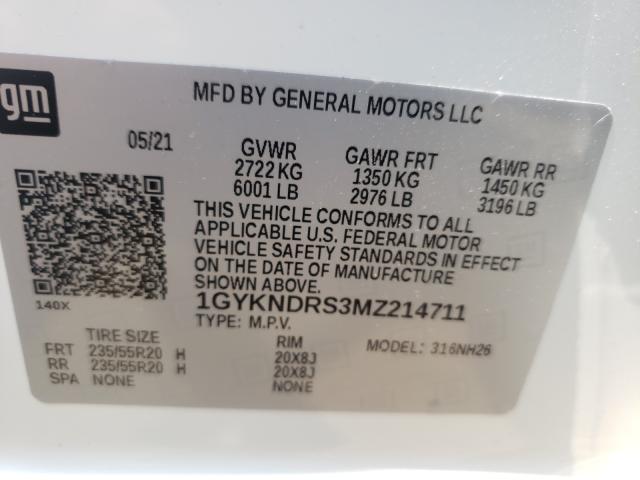 gm
MFD BY GENERAL MOTORS LLC
05/21
GVWR GAWR FRT GAWR RR
2722 KG 1350 KG 1450 KG
6001 LB 2976 LB 3196 LB
THIS VEHICLE CONFORMS TO ALL
APPLICABLE U.S. FEDERAL MOTOR
VEHICLE SAFETY STANDARDS IN EFFECT
ON THE DATE OF MANUFACTURE
SHOWN ABOVE.
1GYKNDRS3MZ214711
TYPE: M.P.V.
140X
TIRE SIZE RIM MODEL: 316NH26
FRT 235/55R20 H 20X8J
RR 235/55R20 H 20X8J
SPA NONE NONE